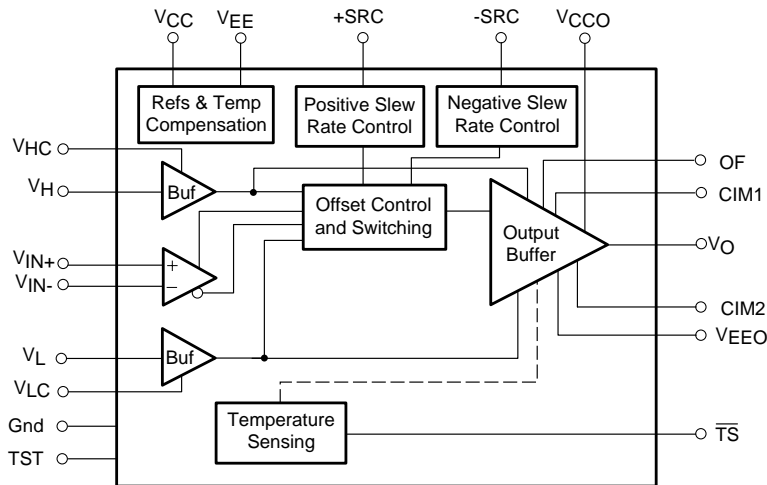 VCC
VEE
+SRC
-SRC
VCCO
Refs & Temp
Compensation
Positive Slew
Rate Control
Negative Slew
Rate Control
VHC
VH
Buf
Offset Control
and Switching
Output
Buffer
OF
CIM1
VO
VIN+
VIN-
+
−
CIM2
VEEO
VL
Buf
VLC
Gnd
TST
Temperature
Sensing
T̅S̅